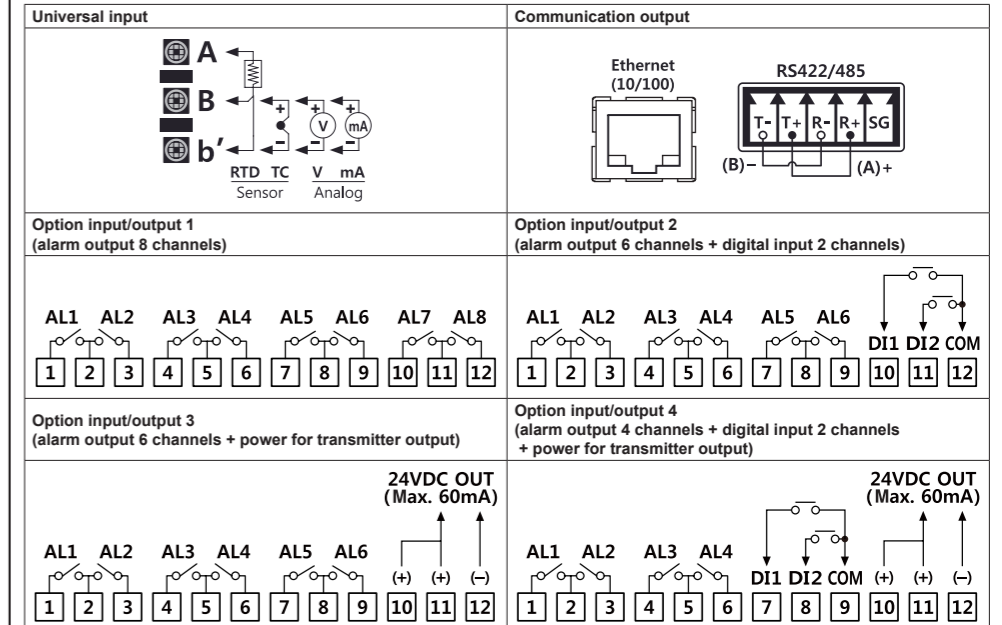 Universal input
Communication output
A
B
b′
+ + +
V mA
- - -
RTD TC V mA
Sensor Analog
Ethernet
(10/100)
RS422/485
T- T+ R- R+ SG
(B)− (A)+
Option input/output 1
(alarm output 8 channels)
Option input/output 2
(alarm output 6 channels + digital input 2 channels)
AL1 AL2 AL3 AL4 AL5 AL6 AL7 AL8
1 2 3 4 5 6 7 8 9 10 11 12
AL1 AL2 AL3 AL4 AL5 AL6
DI1 DI2 COM
1 2 3 4 5 6 7 8 9 10 11 12
Option input/output 3
(alarm output 6 channels + power for transmitter output)
Option input/output 4
(alarm output 4 channels + digital input 2 channels
+ power for transmitter output)
24VDC OUT
(Max. 60mA)
AL1 AL2 AL3 AL4 AL5 AL6
(+) (+) (−)
1 2 3 4 5 6 7 8 9 10 11 12
24VDC OUT
(Max. 60mA)
AL1 AL2 AL3 AL4
DI1 DI2 COM (+) (+) (−)
1 2 3 4 5 6 7 8 9 10 11 12